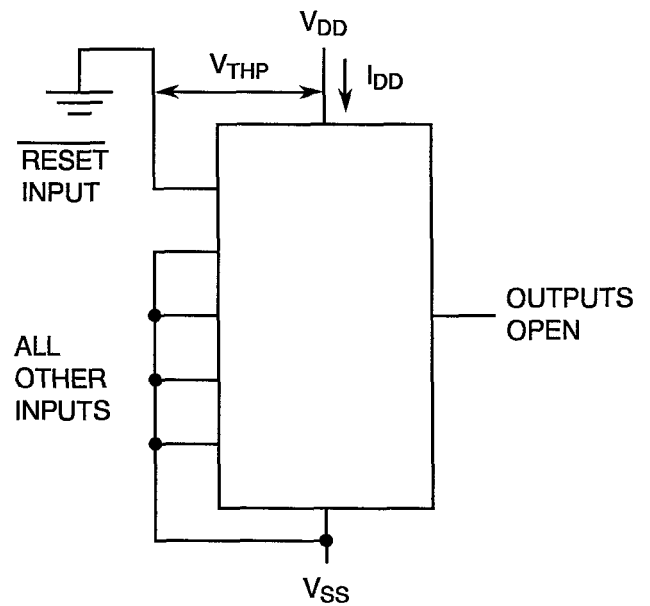 VDD
VTHP
IDD
RESET
INPUT
OUTPUTS
OPEN
ALL
OTHER
INPUTS
VSS